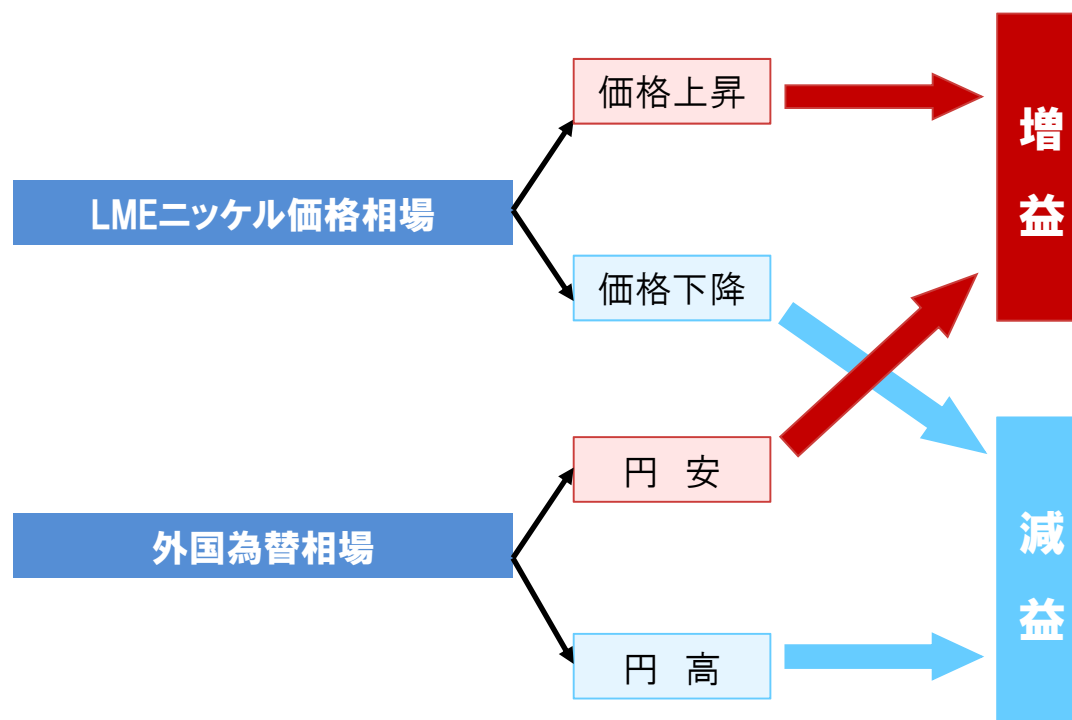 価格上昇
増益
LMEニッケル価格相場
価格下降
円 安
減益
外国為替相場
円 高